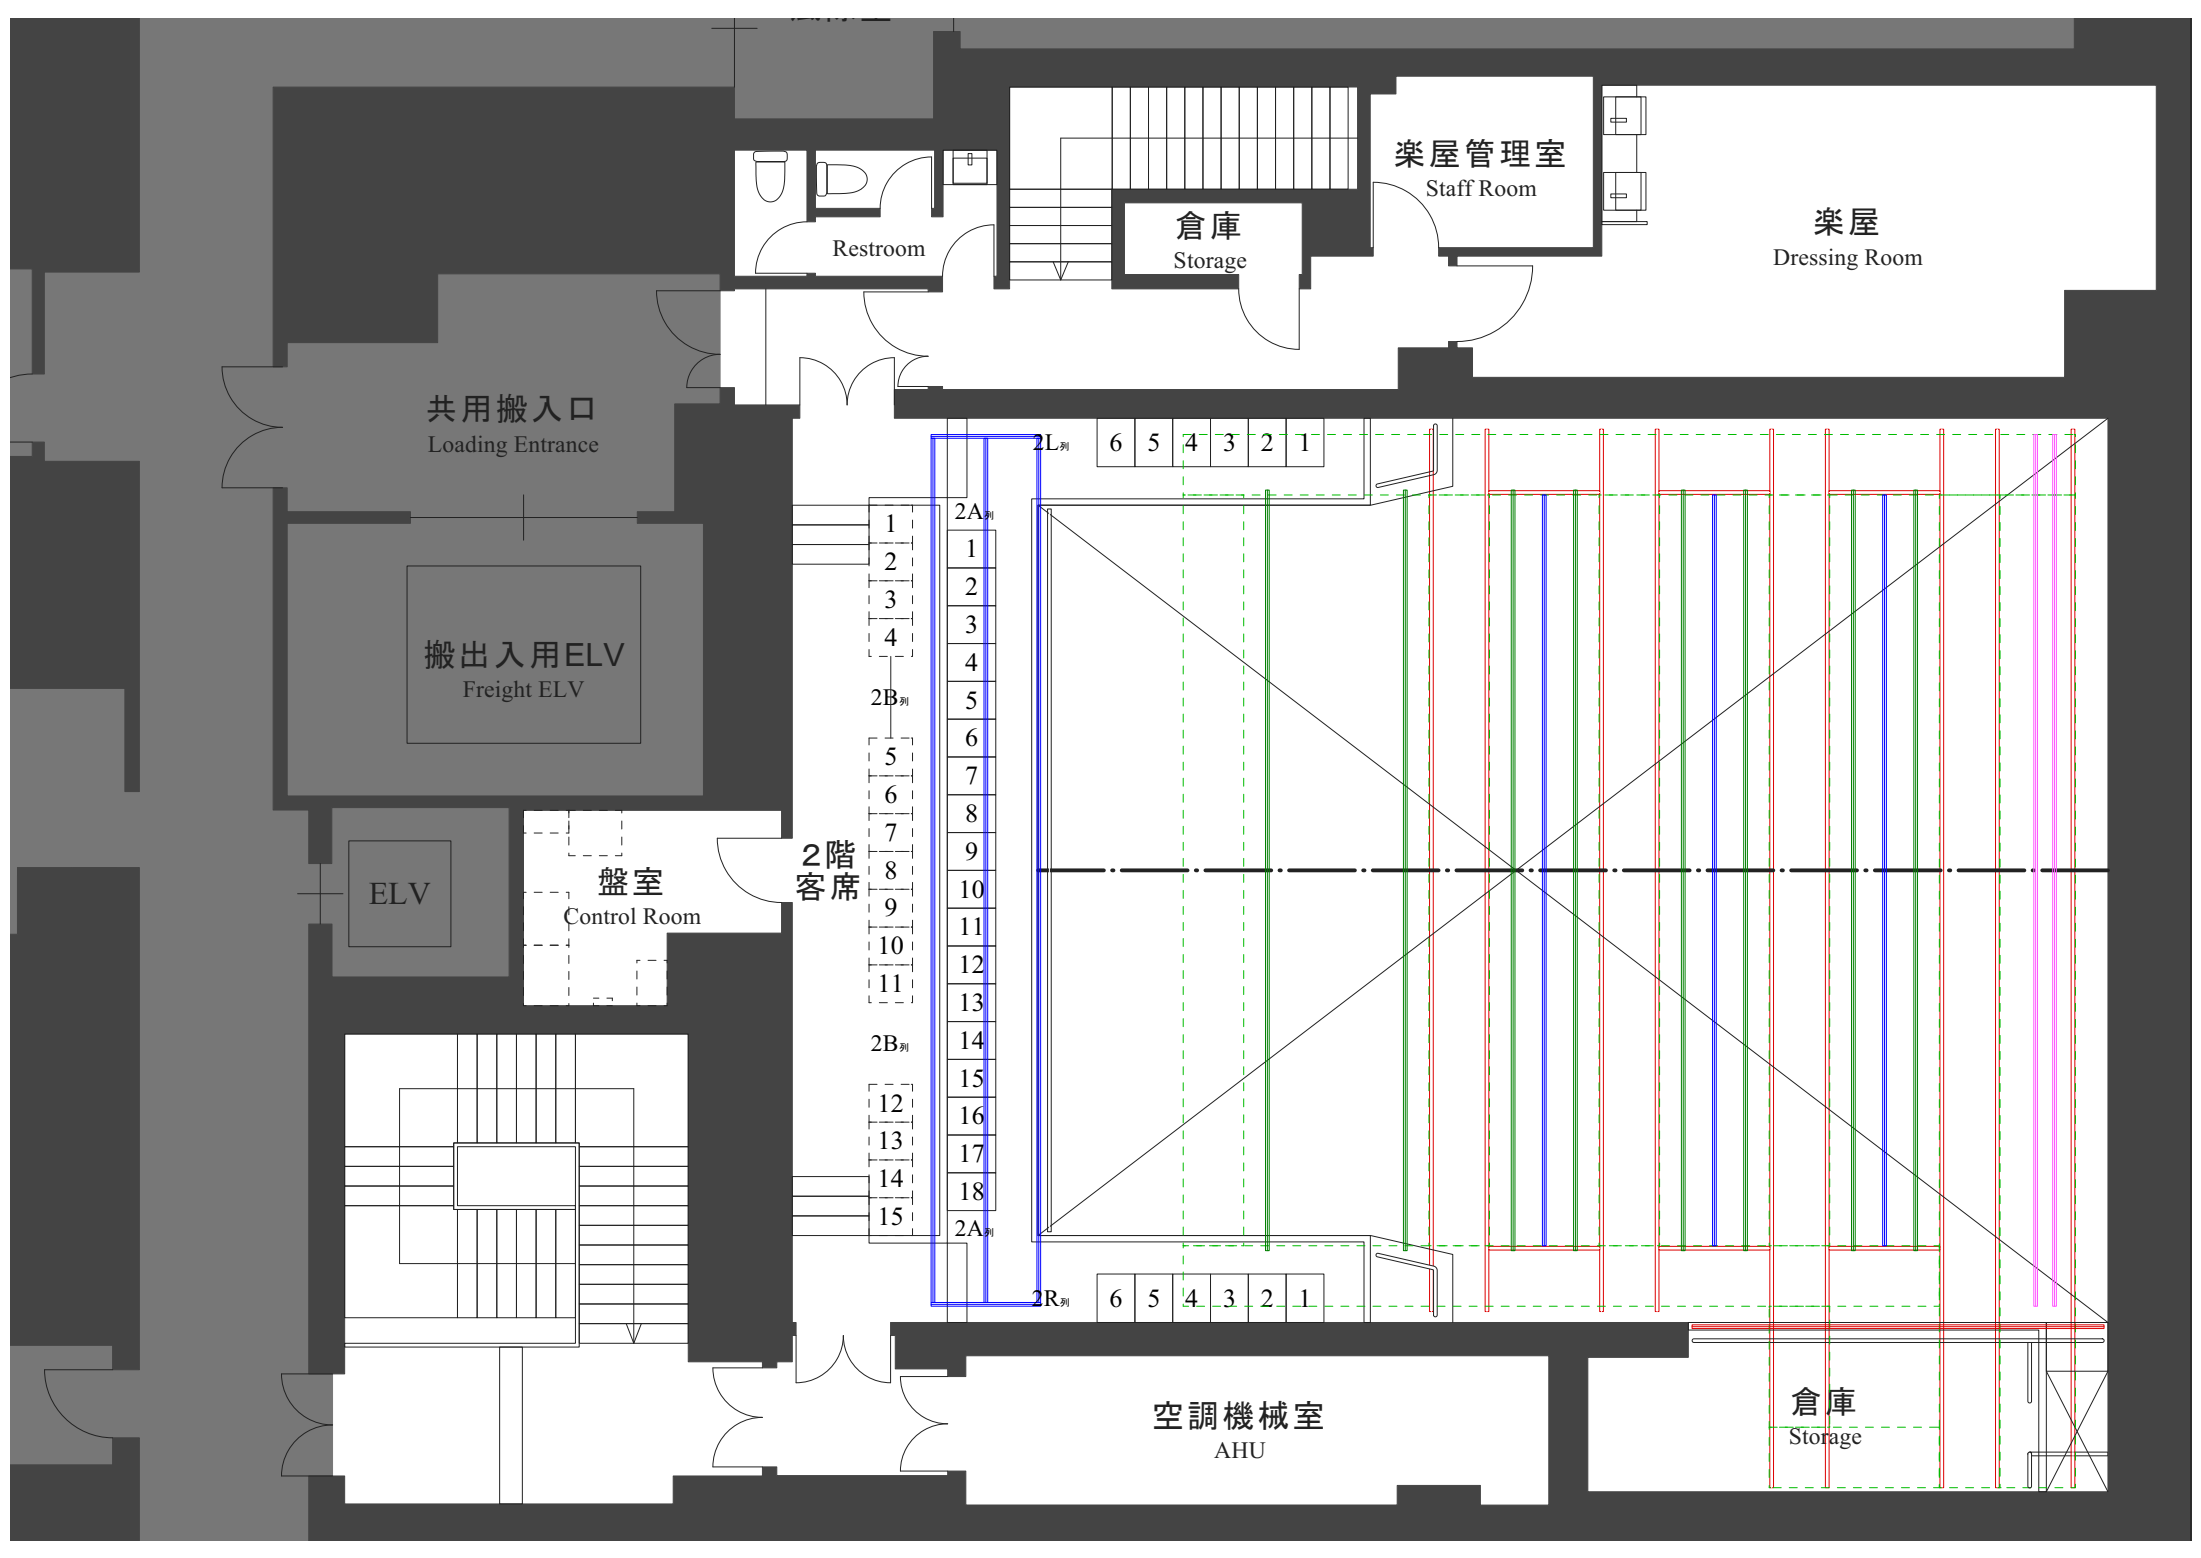 楽屋管理室
Staff Room
楽屋
Dressing Room
倉庫
Storage
Restroom
共用搬入口
Loading Entrance
2L列
6 5 4 3 2 1
2A列
1
2
3
4
5
6
7
8
9
10
11
12
13
14
15
16
17
18
2A列
1
2
3
4
2B列
5
6
7
8
9
10
11
2B列
12
13
14
15
搬出入用ELV
Freight ELV
2階
客席
盤室
Control Room
ELV
2R列
6 5 4 3 2 1
空調機械室
AHU
倉庫
Storage